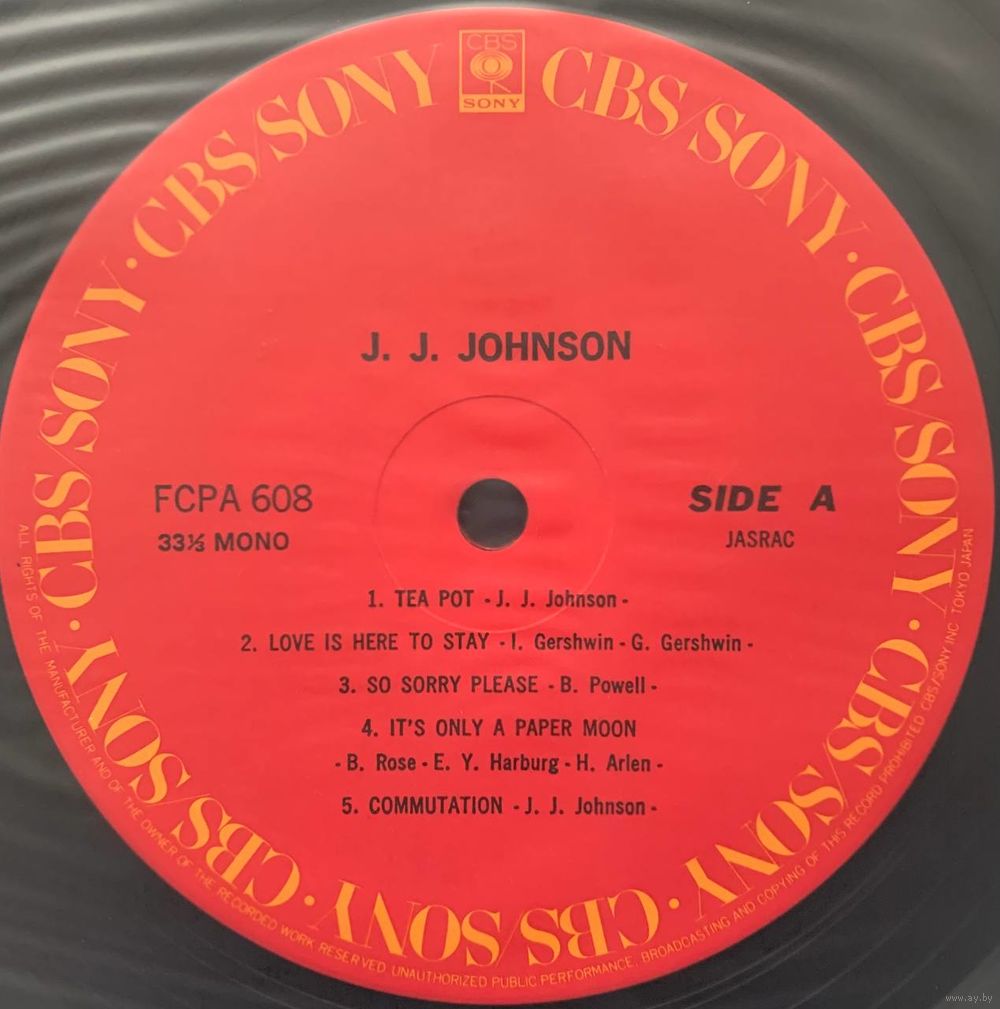 CBS
SONY
CBS/SONY · CBS/SONY · CBS/SONY · CBS/SONY · CBS/SONY · CBS/SONY · CBS/SONY · CBS/SONY
J. J. JOHNSON
FCPA 608
33⅓ MONO
SIDE A
JASRAC
1. TEA POT - J. J. Johnson -
2. LOVE IS HERE TO STAY - I. Gershwin - G. Gershwin -
3. SO SORRY PLEASE - B. Powell -
4. IT'S ONLY A PAPER MOON
- B. Rose - E. Y. Harburg - H. Arlen -
5. COMMUTATION - J. J. Johnson -
ALL RIGHTS OF THE MANUFACTURER AND OF THE OWNER OF THE RECORDED WORK RESERVED UNAUTHORIZED PUBLIC PERFORMANCE, BROADCASTING AND COPYING OF THIS RECORD PROHIBITED CBS/SONY INC TOKYO JAPAN
www.ay.by